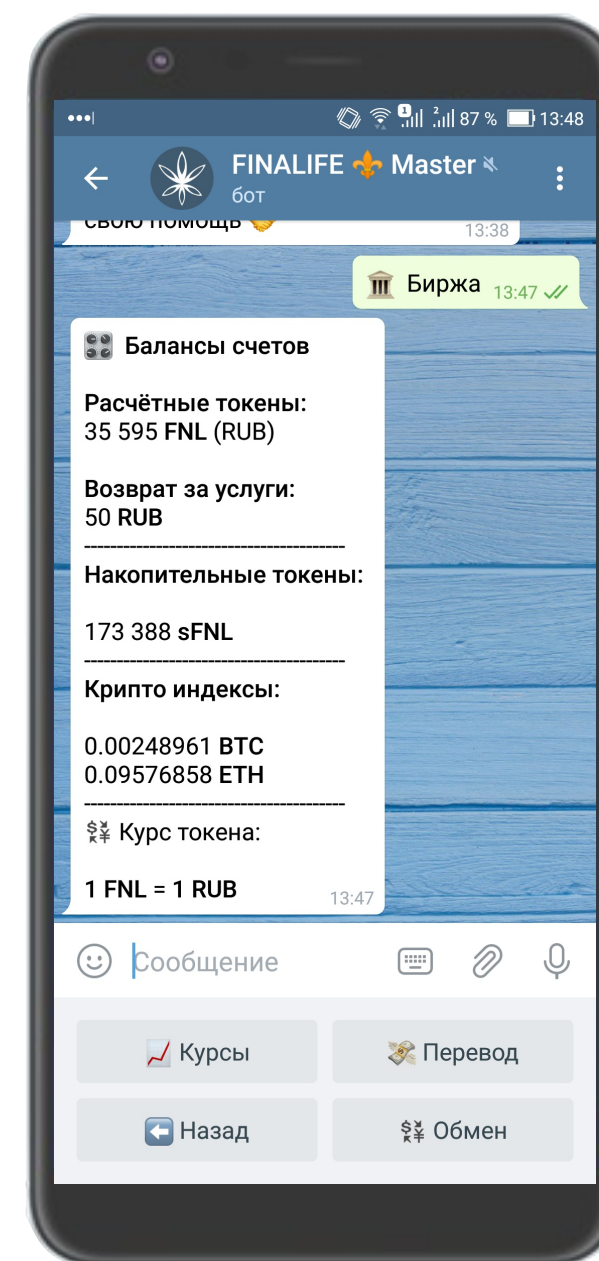 87 % 13:48
FINALIFE ⚜️ Master
бот
свою помощь 🤝
13:38
🏛 Биржа 13:47
🎛 Балансы счетов
Расчётные токены:
35 595 FNL (RUB)
Возврат за услуги:
50 RUB
----------------------------------------
Накопительные токены:
173 388 sFNL
----------------------------------------
Крипто индексы:
0.00248961 BTC
0.09576858 ETH
----------------------------------------
💱 Курс токена:
1 FNL = 1 RUB
13:47
Сообщение
📈 Курсы
💸 Перевод
⬅️ Назад
💱 Обмен